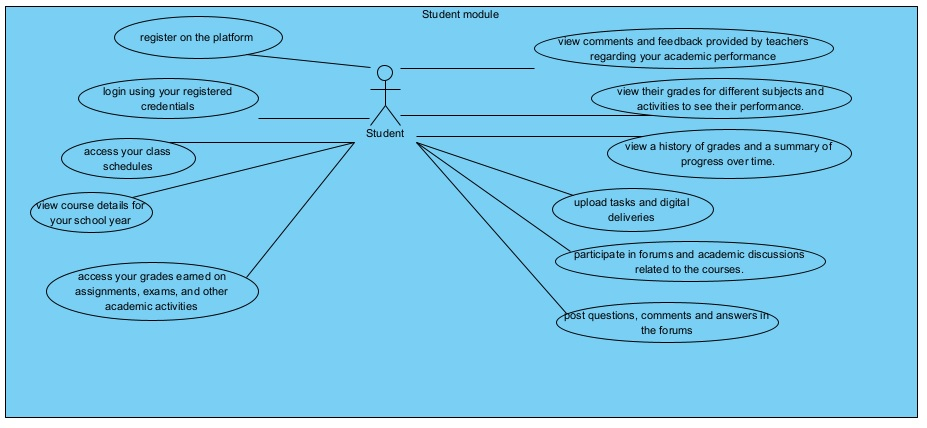 Student module
register on the platform
login using your registered
credentials
access your class
schedules
view course details for
your school year
access your grades earned on
assignments, exams, and other
academic activities
Student
view comments and feedback provided by teachers
regarding your academic performance
view their grades for different subjects and
activities to see their performance.
view a history of grades and a summary of
progress over time.
upload tasks and digital
deliveries
participate in forums and academic discussions
related to the courses.
post questions, comments and answers in
the forums